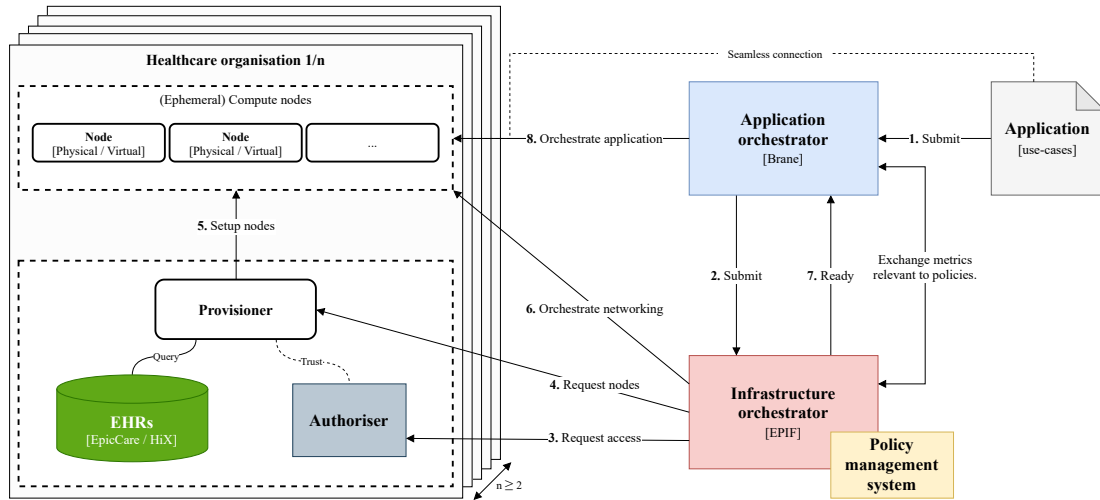 Healthcare organisation 1/n
(Ephemeral) Compute nodes
Node
[Physical / Virtual]
Node
[Physical / Virtual]
...
5. Setup nodes
Provisioner
Query
Trust
EHRs
[EpicCare / HiX]
Authoriser
n ≥ 2
Seamless connection
8. Orchestrate application
Application
orchestrator
[Brane]
1. Submit
Application
[use-cases]
2. Submit
7. Ready
Exchange metrics
relevant to policies.
6. Orchestrate networking
4. Request nodes
3. Request access
Infrastructure
orchestrator
[EPIF]
Policy
management
system